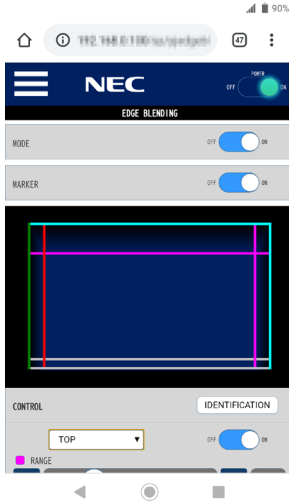 90%
47
NEC
POWER
OFF ON
EDGE BLENDING
MODE OFF ON
MARKER OFF ON
CONTROL IDENTIFICATION
TOP OFF ON
RANGE